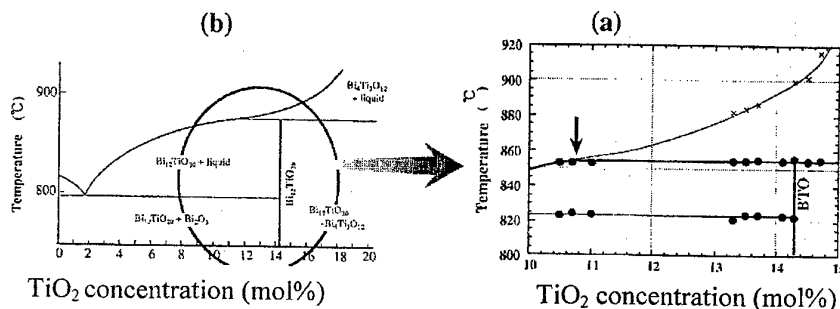 (b)
(a)
900
800
Temperature (℃)
Bi4Ti3O12
+ liquid
Bi12TiO20 + liquid
Bi12TiO20
Bi12TiO20 + Bi2O3
Bi12TiO20
0 2 4 6 8 10 12 14 16 18 20
TiO2 concentration (mol%)
920
900
880
860
840
820
800
Temperature (℃)
BTO
10 11 12 13 14 15
TiO2 concentration (mol%)